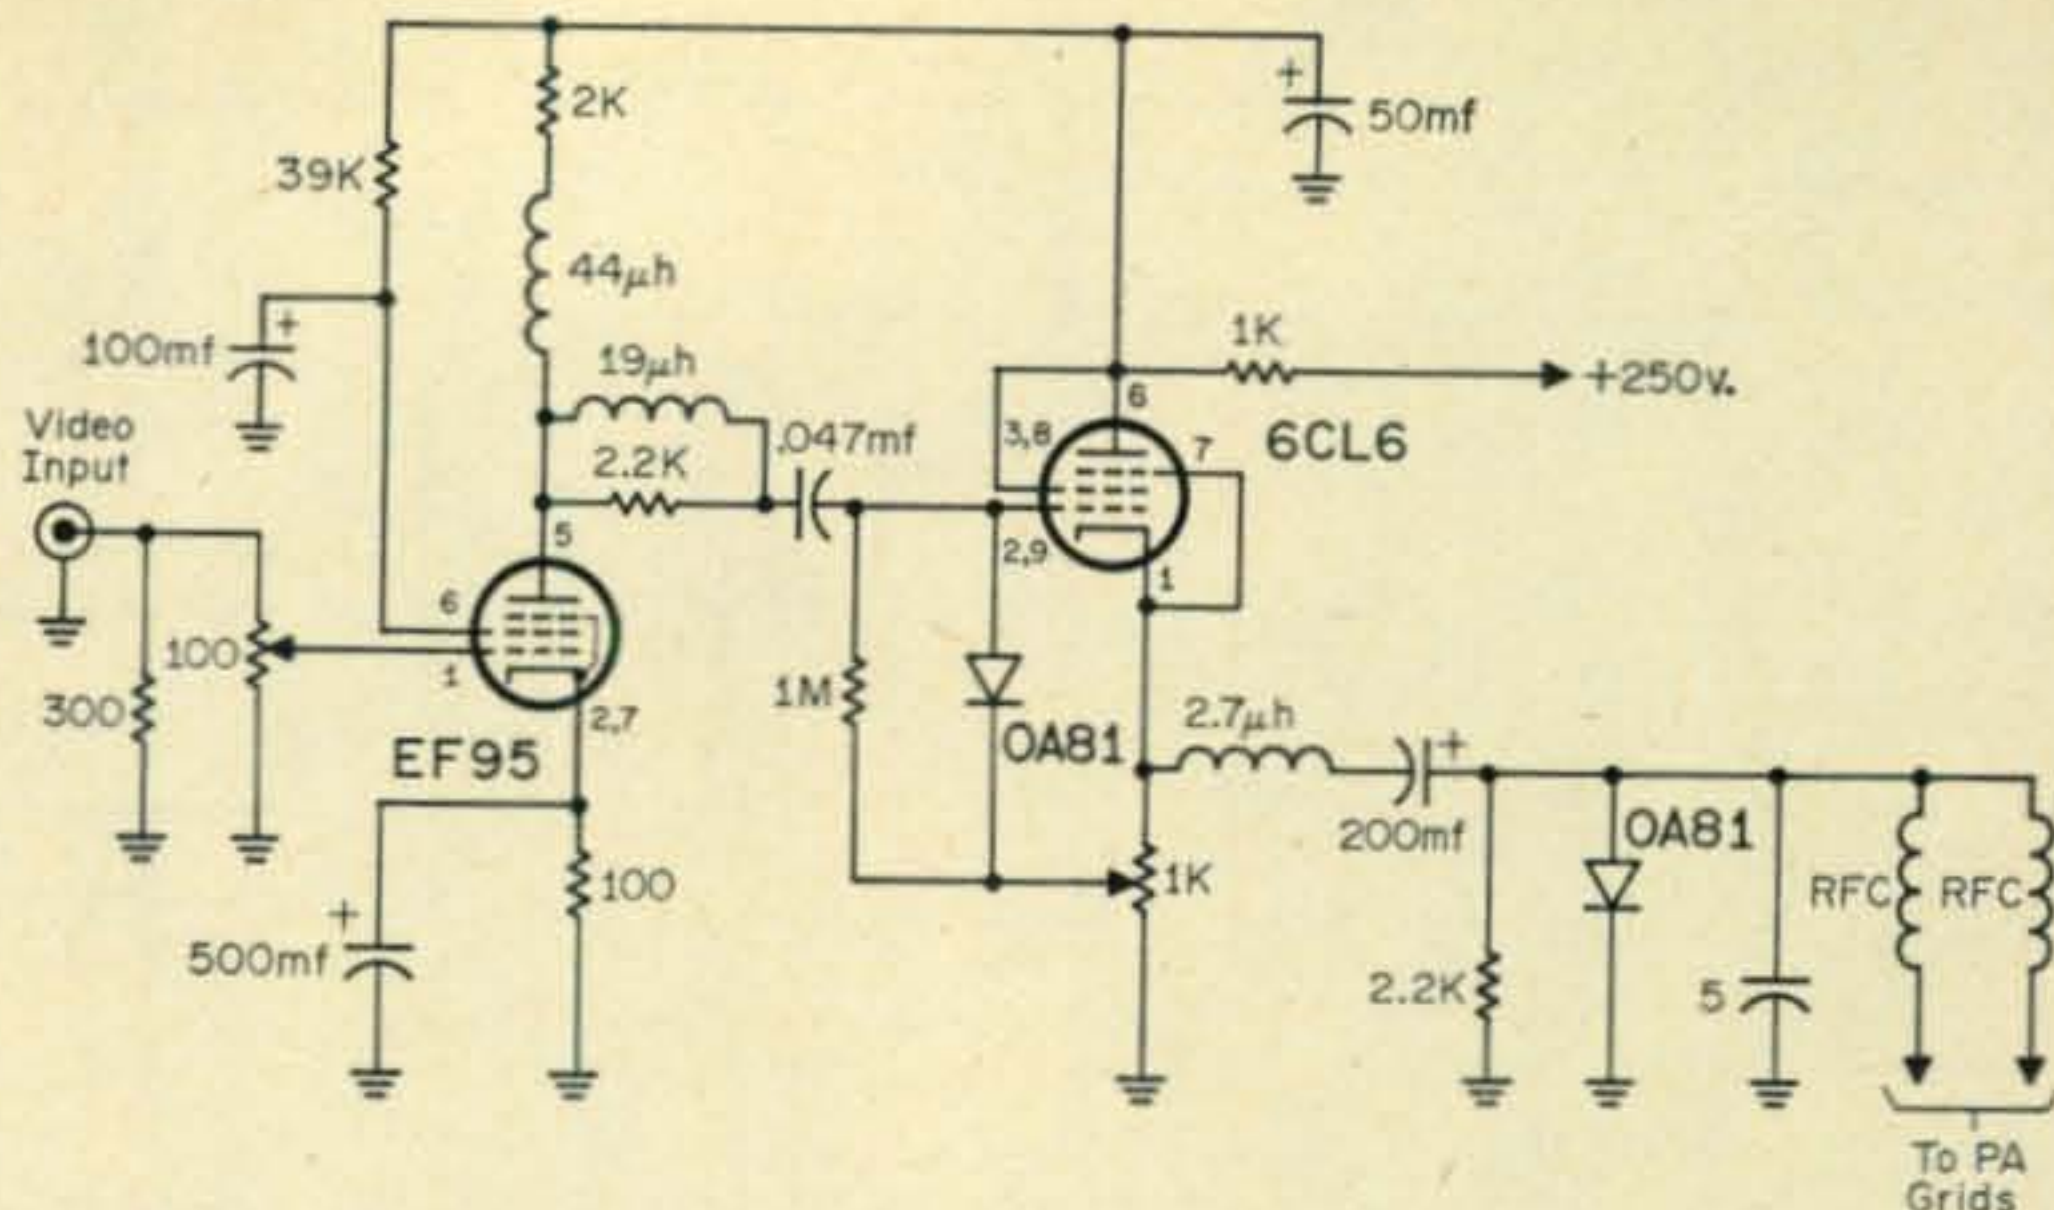 2K
50mf
+
39K
44µh
100mf
+
19µh
1K
+250v.
Video
Input
.047mf
3,8
6
7
6CL6
2.2K
5
2,9
1
6
100
1
300
2,7
1M
OA81
2.7µh
EF95
+
200mf
OA81
100
1K
RFC
RFC
+
500mf
2.2K
5
To PA
Grids